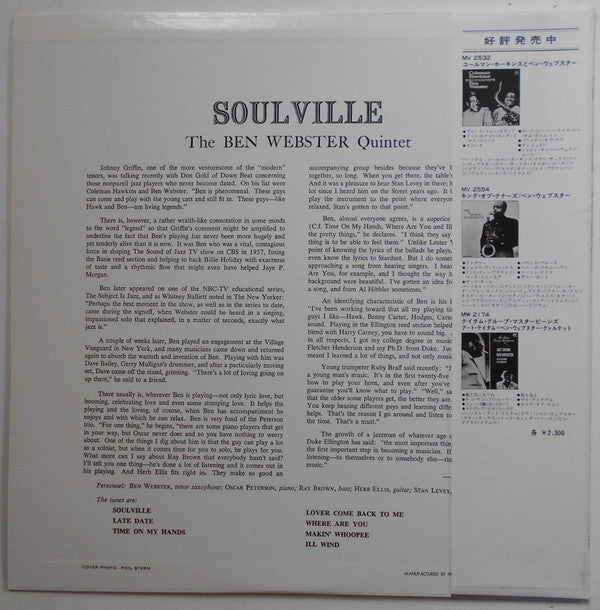 SOULVILLE
The BEN WEBSTER Quintet
Johnny Griffin, one of the more venturesome of the "modern"
tenors, was talking recently with Don Gold of Down Beat concerning
those nonpareil jazz players who never become dated. On his list were
Coleman Hawkins and Ben Webster. "Ben is phenomenal. These guys
can come and play with the young cats and still fit in. These guys—like
Hawk and Ben—are living legends."
There is, however, a rather wraith-like connotation in some minds
to the word "legend" so that Griffin's comment might be amplified to
underline the fact that Ben's playing has never been more hugely and
yet tenderly alive than it is now. It was Ben who was a vital, contagious
force in shaping The Sound of Jazz TV show on CBS in 1957, fusing
the Basie reed section and helping to back Billie Holiday with exactness
of taste and a rhythmic flow that might even have helped Jaye P.
Morgan.
Ben later appeared on one of the NBC-TV educational series,
The Subject Is Jazz, and as Whitney Balliett noted in The New Yorker:
"Perhaps the best moment in the show, as well as in the series to date,
came during the signoff, when Webster could be heard in a singing,
impassioned solo that explained, in a matter of seconds, exactly what
jazz is."
A couple of weeks later, Ben played an engagement at the Village
Vanguard in New York, and many musicians came down and returned
again to absorb the warmth and invention of Ben. Playing with him was
Dave Bailey, Gerry Mulligan's drummer, and after a particularly moving
set, Dave came off the stand, grinning. "There's a lot of loving going on
up there," he said to a friend.
There usually is, wherever Ben is playing—not only lyric love, but
booming, celebrating love and even some stomping love. It helps the
playing and the loving, of course, when Ben has accompaniment he
enjoys and with which he can relax. Ben is very fond of the Peterson
trio. "For one thing," he begins, "there are some piano players that get
in your way, but Oscar never does and so you have nothing to worry
about. One of the things I dig about him is that the guy can play a lot
as a soloist, but when it comes time for you to solo, he plays for you.
What more can I say about Ray Brown that everybody hasn't said?
I'll tell you one thing—he's done a lot of listening and it comes out in
his playing. And Herb Ellis fits right in. They make so good an
accompanying group besides because they've b
together, so long. When you get there, the table's
And it was a pleasure to hear Stan Levey in there; h
lot since I heard him on the Street years ago. It t
play the instrument to the point where everyone
relaxed, Stan's gotten to that point."
Ben, almost everyone agrees, is a superior
(C.f. Time On My Hands, Where Are You and Ill
the pretty things," he declares. "I think they say
thing is to be able to feel them." Unlike Lester Y
point of knowing the lyrics of the ballads he plays,
even know the lyrics to Stardust. But I do somet
approaching a song from hearing singers. I hear
Are You, for example, and I thought the way h
background were beautiful. I've gotten an idea fro
a song, and from Al Hibbler sometimes."
An identifying characteristic of Ben is his b
"I've been working toward that all my playing tim
guys I like—Hawk, Benny Carter, Hodges, Carne
sound. Playing in the Ellington reed section helped
blend with Harry Carney, you have to sound big.
in all respects, I got my college degree in music
Fletcher Henderson and my Ph.D. from Duke. Jus
meant I learned a lot of things, and not only music
Young trumpeter Ruby Braff said recently: "J
a young man's music. It's in the first twenty-five
how to play your horn, and even after you've
guarantee you'll know what to play." "Well," sa
that the older some players get, the better they are.
You keep hearing different guys and learning diffe
helps. That's the reason I go around and listen to
the time. That's a must."
The growth of a jazzman of whatever age c
Duke Ellington has said: "the most important thin
the first important step in becoming a musician. If
listening—to themselves or to somebody else—the
music."
Personnel: BEN WEBSTER, tenor saxophone; OSCAR PETERSON, piano; RAY BROWN, bass; HERB ELLIS, guitar; STAN LEVEY,
The tunes are:
SOULVILLE
LATE DATE
TIME ON MY HANDS
LOVER COME BACK TO ME
WHERE ARE YOU
MAKIN' WHOOPEE
ILL WIND
COVER PHOTO: PHIL STERN
MANUFACTURED BY P
好評発売中
MV 2532
コールマン・ホーキンスとベン・ウェブスター
Coleman
Hawkins
encounters
Ben
Webster
MV 2554
キング・オブ・テナーズ/ベン・ウェブスター
MW 2174
テイタム・グループ・マスターピーシズ
アート・テイタム〜ベン・ウェブスター・クァルテット
各 ¥2,300